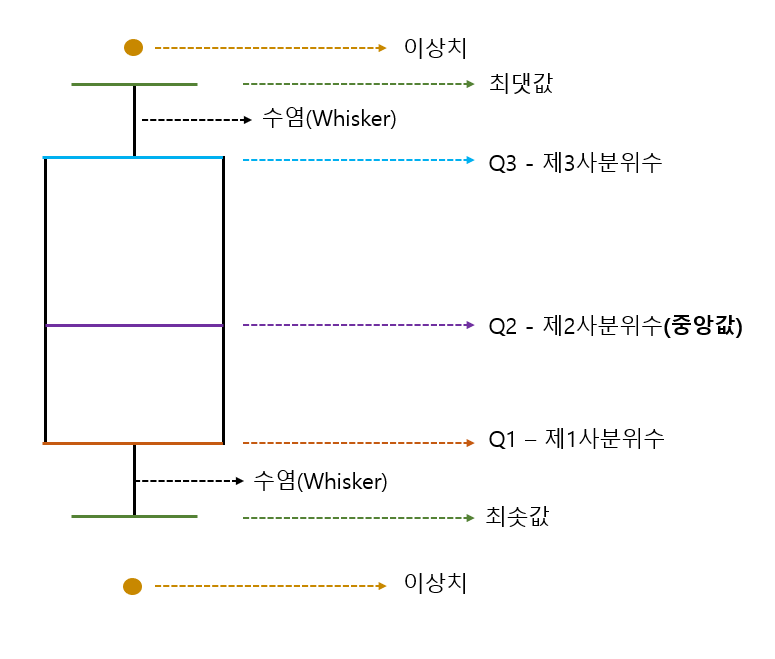 이상치
최댓값
수염(Whisker)
Q3 - 제3사분위수
Q2 - 제2사분위수(중앙값)
Q1 – 제1사분위수
수염(Whisker)
최솟값
이상치